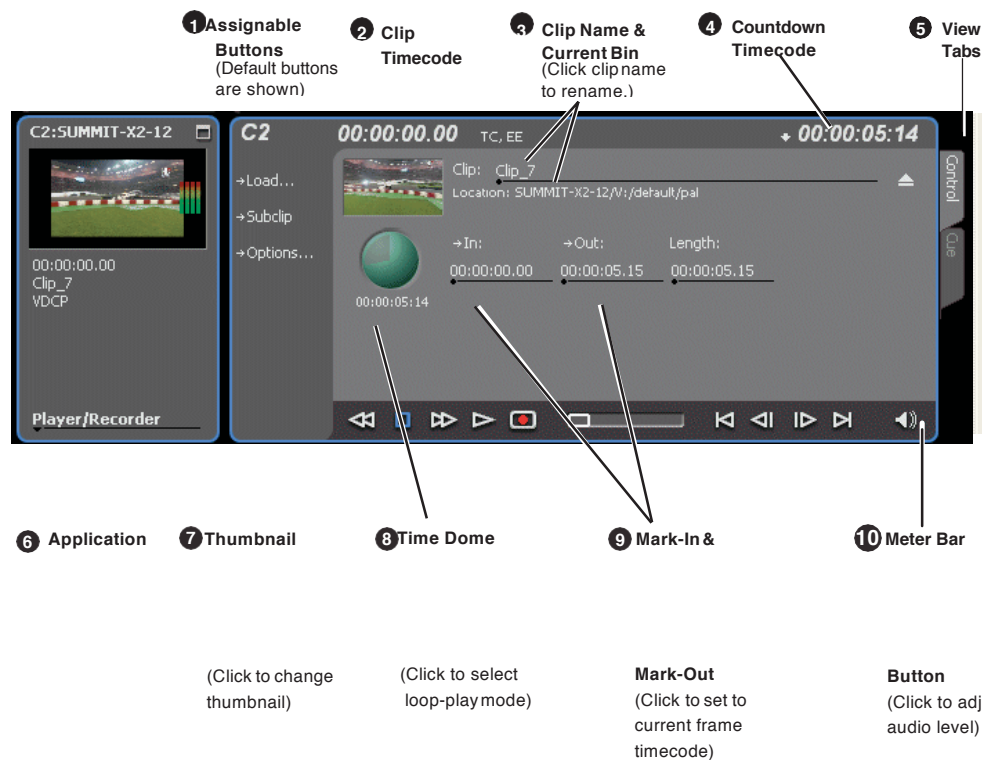 1 Assignable Buttons
(Default buttons are shown)
2 Clip Timecode
3 Clip Name & Current Bin
(Click clip name to rename.)
4 Countdown Timecode
5 View Tabs
C2:SUMMIT-X2-12
00:00:00.00
Clip_7
VDCP
Player/Recorder
C2
00:00:00.00 TC, EE
00:00:05:14
→Load...
→Subclip
→Options...
Clip: Clip_7
Location: SUMMIT-X2-12/V:/default/pal
00:00:05:14
→In: →Out: Length:
00:00:00.00 00:00:05.15 00:00:05.15
Control
Cue
6 Application
7 Thumbnail
8 Time Dome
9 Mark-In &
10 Meter Bar
(Click to change
thumbnail)
(Click to select
loop-play mode)
Mark-Out
(Click to set to
current frame
timecode)
Button
(Click to adj
audio level)